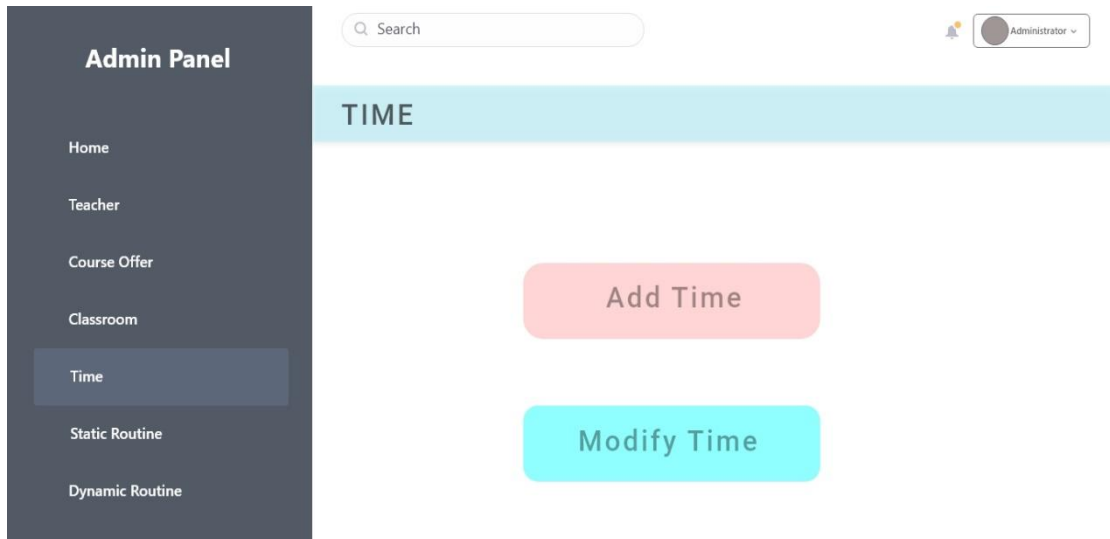 Admin Panel
Home
Teacher
Course Offer
Classroom
Time
Static Routine
Dynamic Routine
Search
Administrator
TIME
Add Time
Modify Time